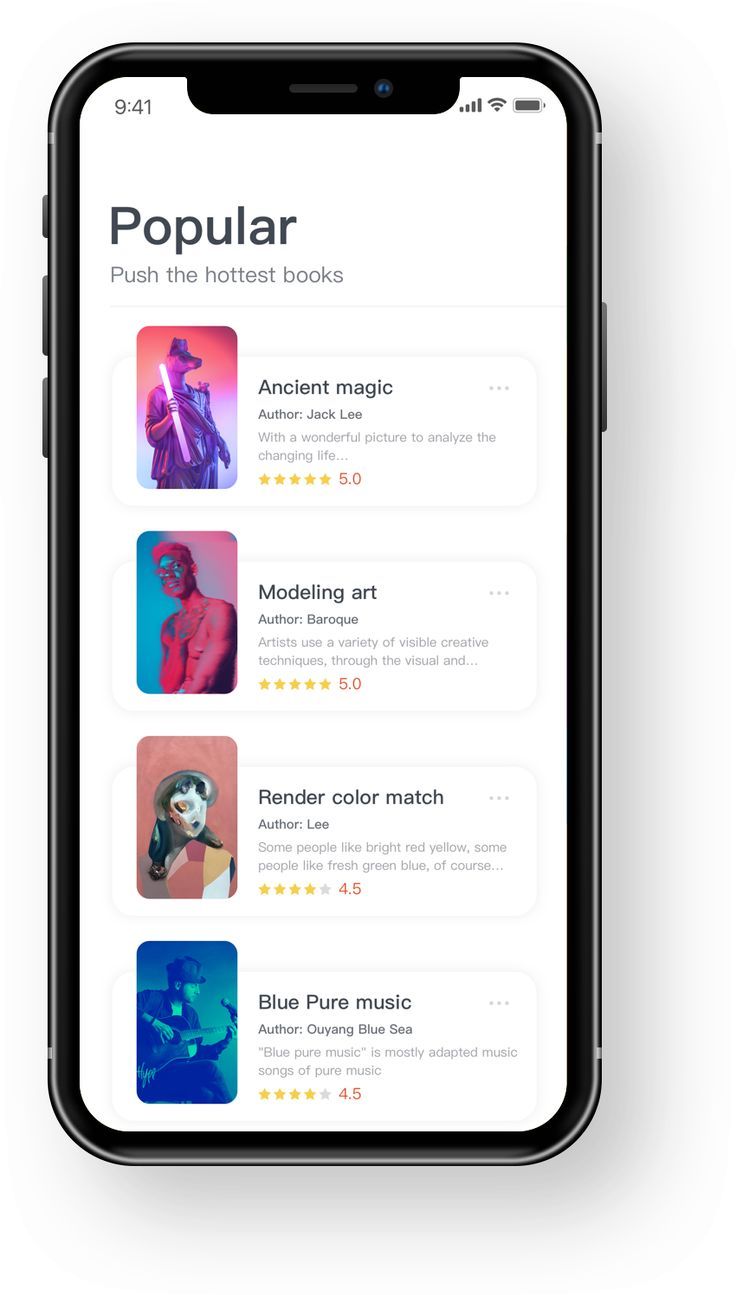 9:41
Popular
Push the hottest books
Ancient magic
Author: Jack Lee
With a wonderful picture to analyze the
changing life...
5.0
Modeling art
Author: Baroque
Artists use a variety of visible creative
techniques, through the visual and...
5.0
Render color match
Author: Lee
Some people like bright red yellow, some
people like fresh green blue, of course...
4.5
Blue Pure music
Author: Ouyang Blue Sea
"Blue pure music" is mostly adapted music
songs of pure music
Hype
4.5